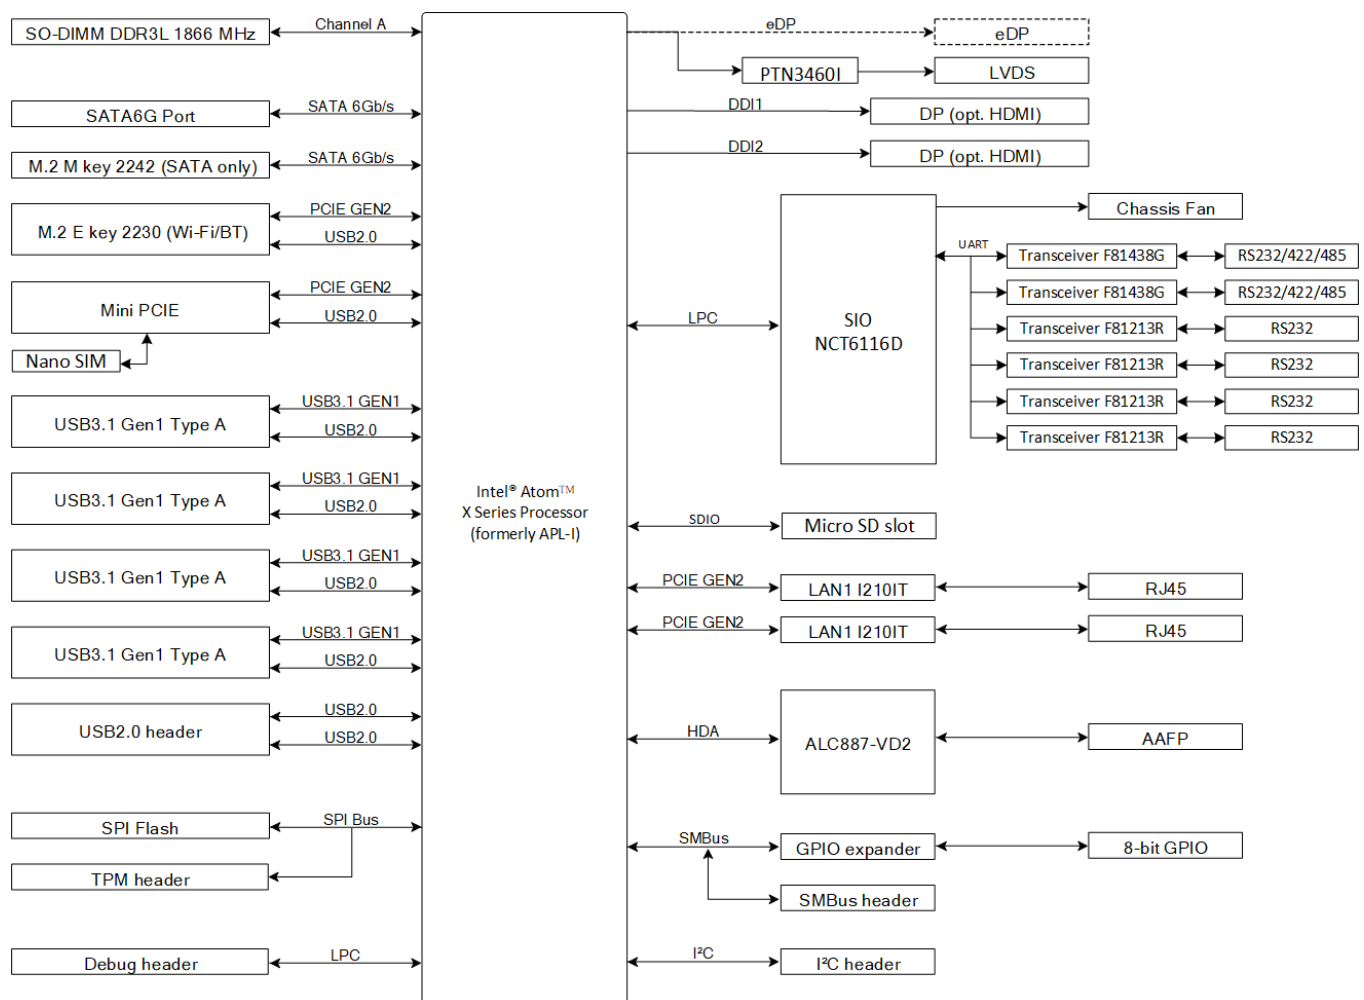 SO-DIMM DDR3L 1866 MHz
Channel A
SATA6G Port
SATA 6Gb/s
M.2 M key 2242 (SATA only)
SATA 6Gb/s
M.2 E key 2230 (Wi-Fi/BT)
PCIE GEN2
USB2.0
Mini PCIE
PCIE GEN2
USB2.0
Nano SIM
USB3.1 Gen1 Type A
USB3.1 GEN1
USB2.0
USB3.1 Gen1 Type A
USB3.1 GEN1
USB2.0
USB3.1 Gen1 Type A
USB3.1 GEN1
USB2.0
USB3.1 Gen1 Type A
USB3.1 GEN1
USB2.0
USB2.0 header
USB2.0
USB2.0
SPI Flash
SPI Bus
TPM header
Debug header
LPC
Intel® Atom™
X Series Processor
(formerly APL-I)
eDP
eDP
PTN3460I
LVDS
DDI1
DP (opt. HDMI)
DDI2
DP (opt. HDMI)
LPC
SIO
NCT6116D
Chassis Fan
UART
Transceiver F81438G
RS232/422/485
Transceiver F81438G
RS232/422/485
Transceiver F81213R
RS232
Transceiver F81213R
RS232
Transceiver F81213R
RS232
Transceiver F81213R
RS232
SDIO
Micro SD slot
PCIE GEN2
LAN1 I210IT
RJ45
PCIE GEN2
LAN1 I210IT
RJ45
HDA
ALC887-VD2
AAFP
SMBus
GPIO expander
8-bit GPIO
SMBus header
I²C
I²C header